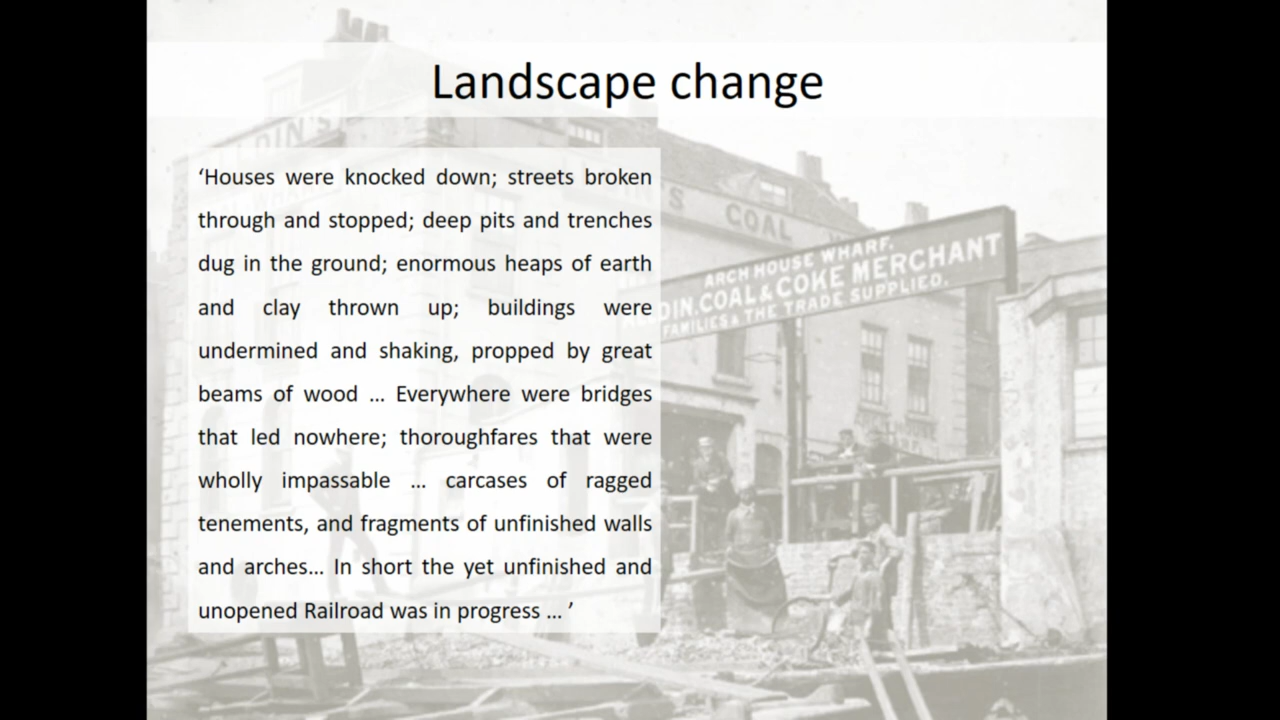 Landscape change
‘Houses were knocked down; streets broken
through and stopped; deep pits and trenches
dug in the ground; enormous heaps of earth
and clay thrown up; buildings were
undermined and shaking, propped by great
beams of wood ... Everywhere were bridges
that led nowhere; thoroughfares that were
wholly impassable ... carcases of ragged
tenements, and fragments of unfinished walls
and arches... In short the yet unfinished and
unopened Railroad was in progress ... ’
COAL
ARCH HOUSE WHARF.
COAL & COKE MERCHANT
FAMILIES & THE TRADE SUPPLIED.